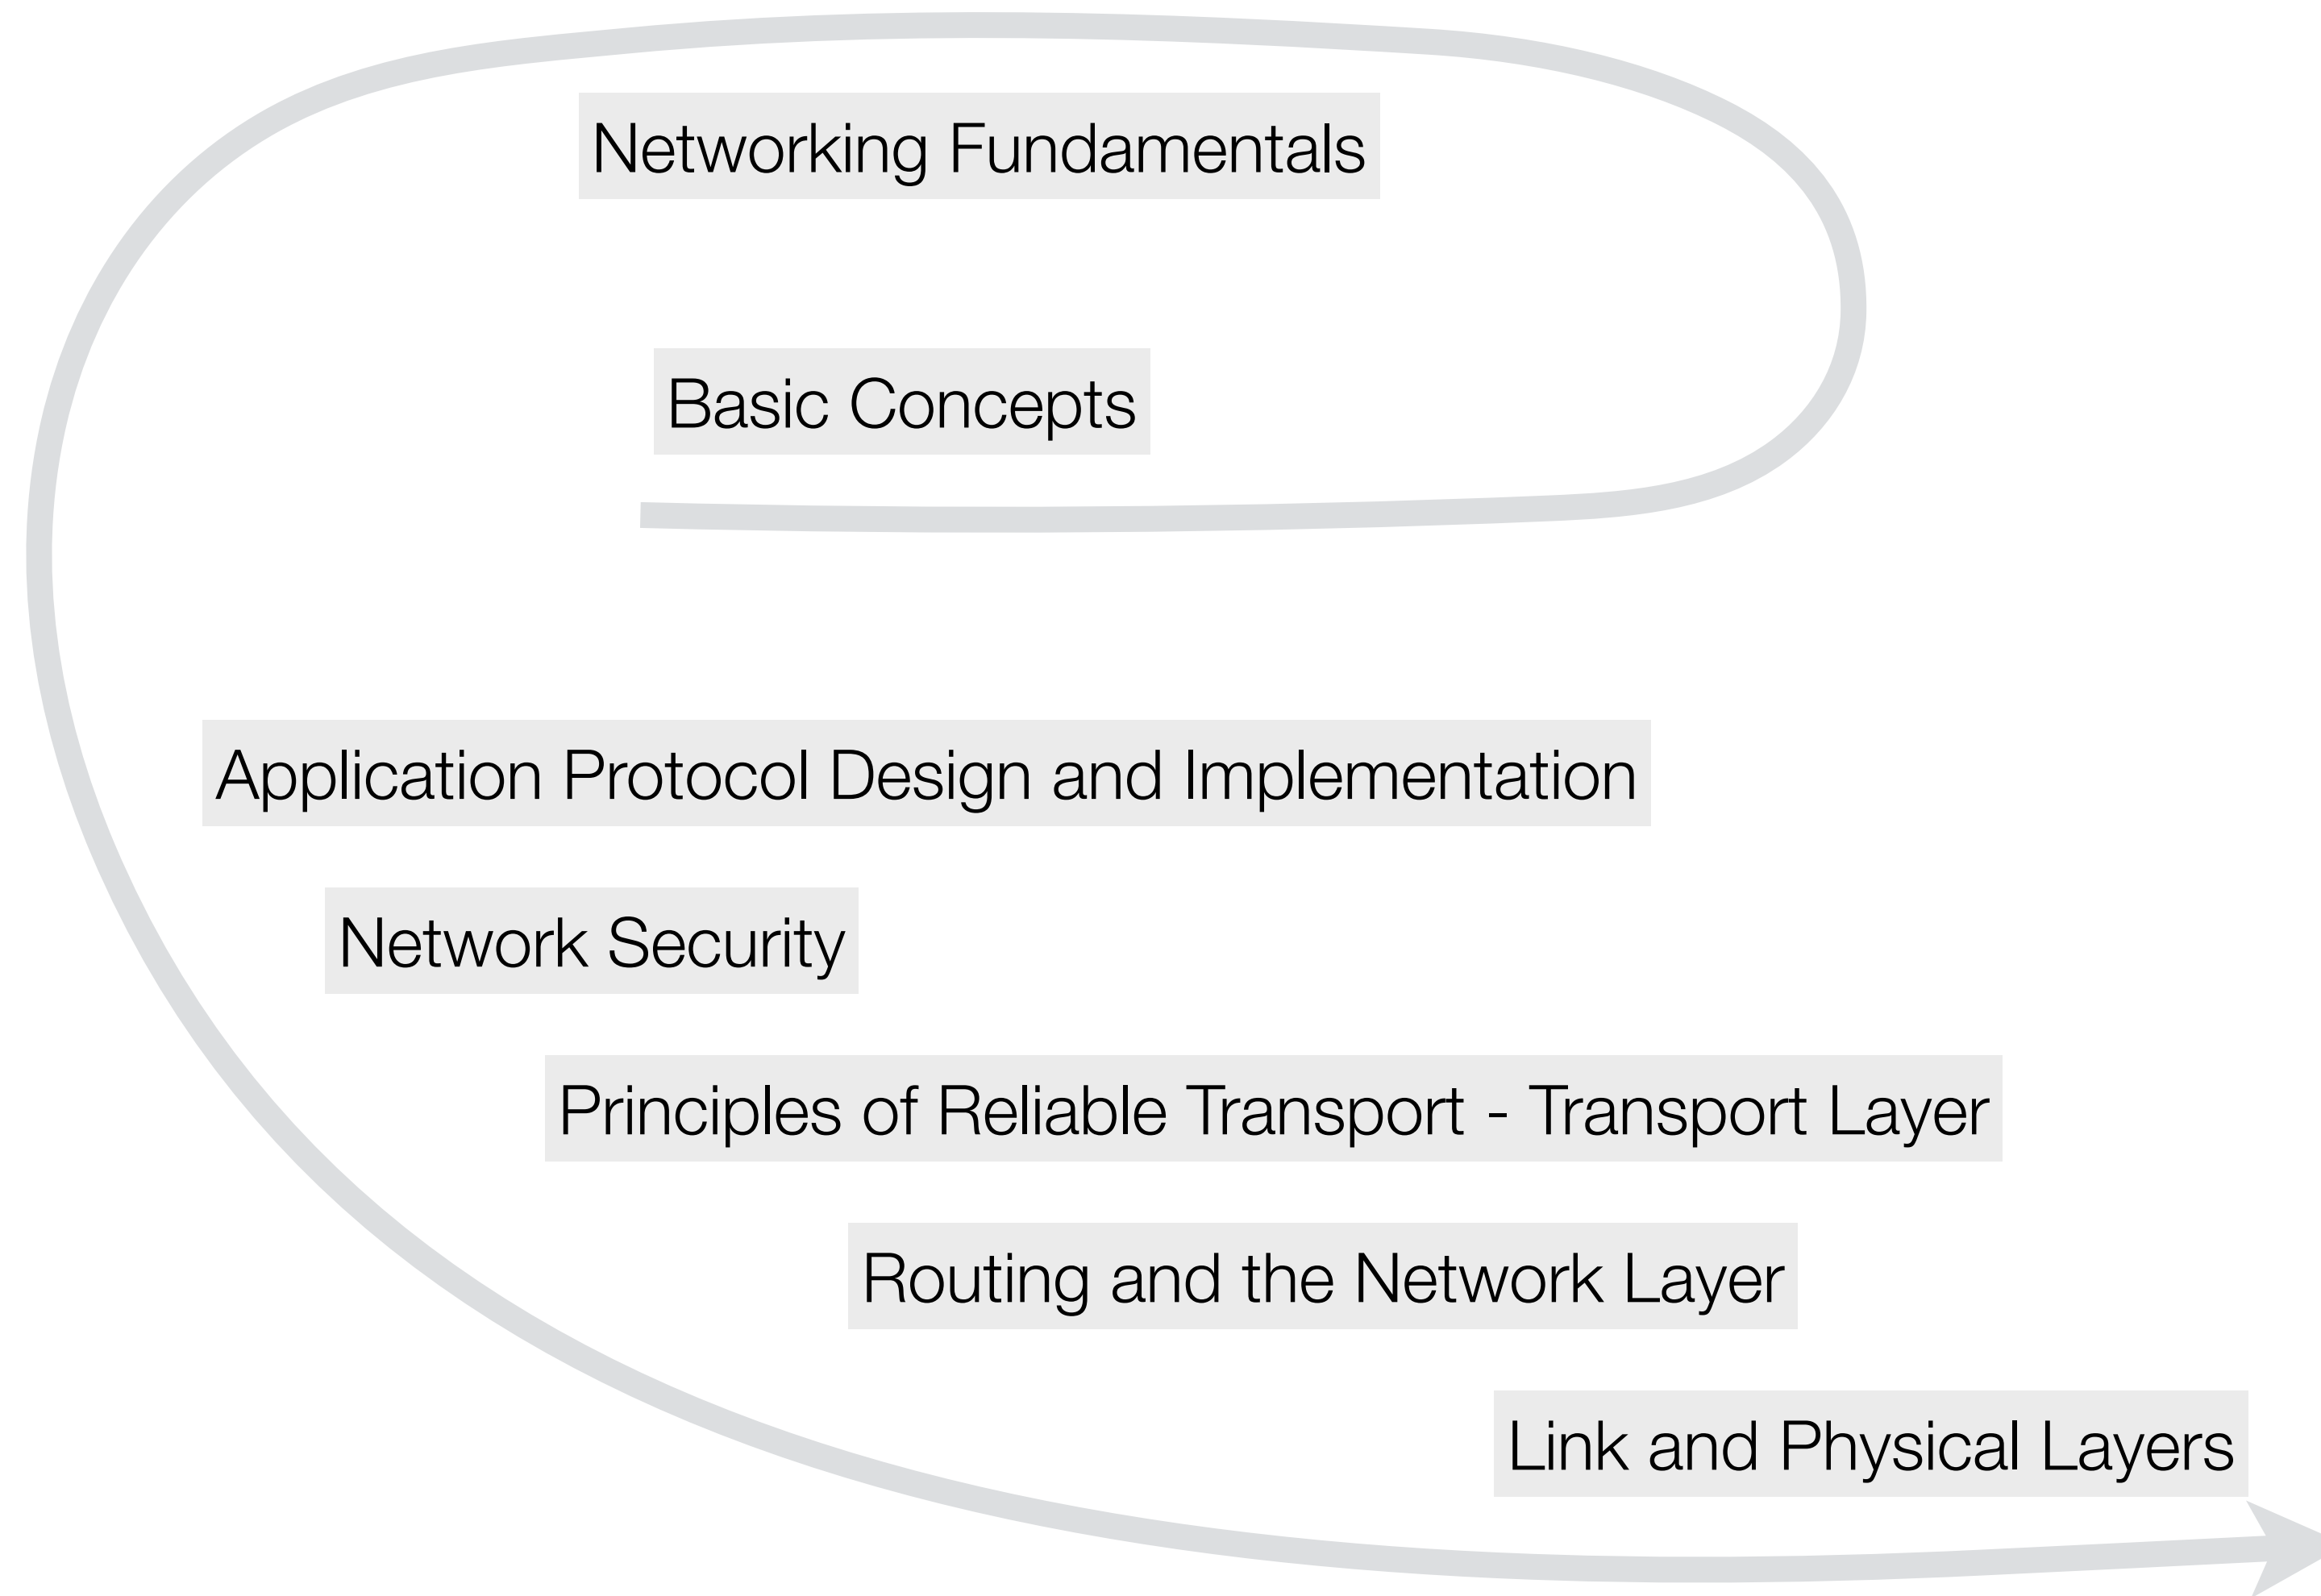 Networking Fundamentals
Basic Concepts
Application Protocol Design and Implementation
Network Security
Principles of Reliable Transport - Transport Layer
Routing and the Network Layer
Link and Physical Layers